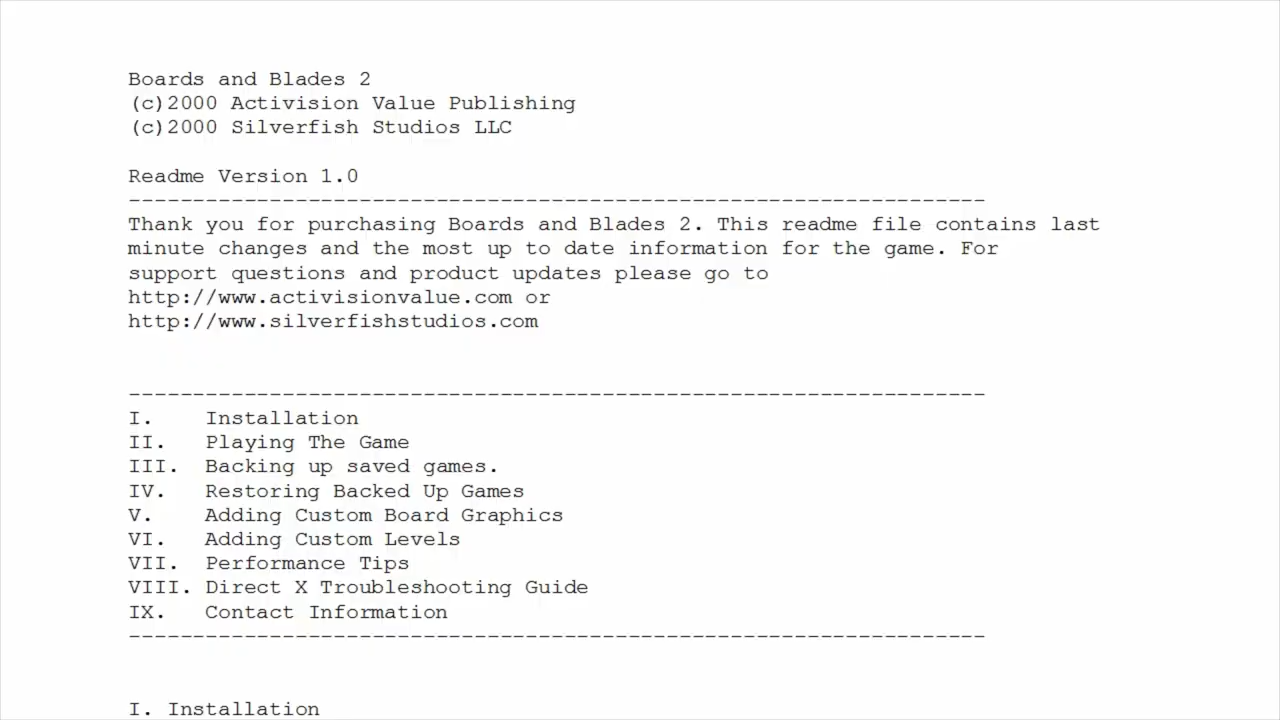 Boards and Blades 2
(c)2000 Activision Value Publishing
(c)2000 Silverfish Studios LLC
Readme Version 1.0
-------------------------------------------------------------------
Thank you for purchasing Boards and Blades 2. This readme file contains last
minute changes and the most up to date information for the game. For
support questions and product updates please go to
http://www.activisionvalue.com or
http://www.silverfishstudios.com
-------------------------------------------------------------------
I.    Installation
II.   Playing The Game
III.  Backing up saved games.
IV.   Restoring Backed Up Games
V.    Adding Custom Board Graphics
VI.   Adding Custom Levels
VII.  Performance Tips
VIII. Direct X Troubleshooting Guide
IX.   Contact Information
-------------------------------------------------------------------
I. Installation